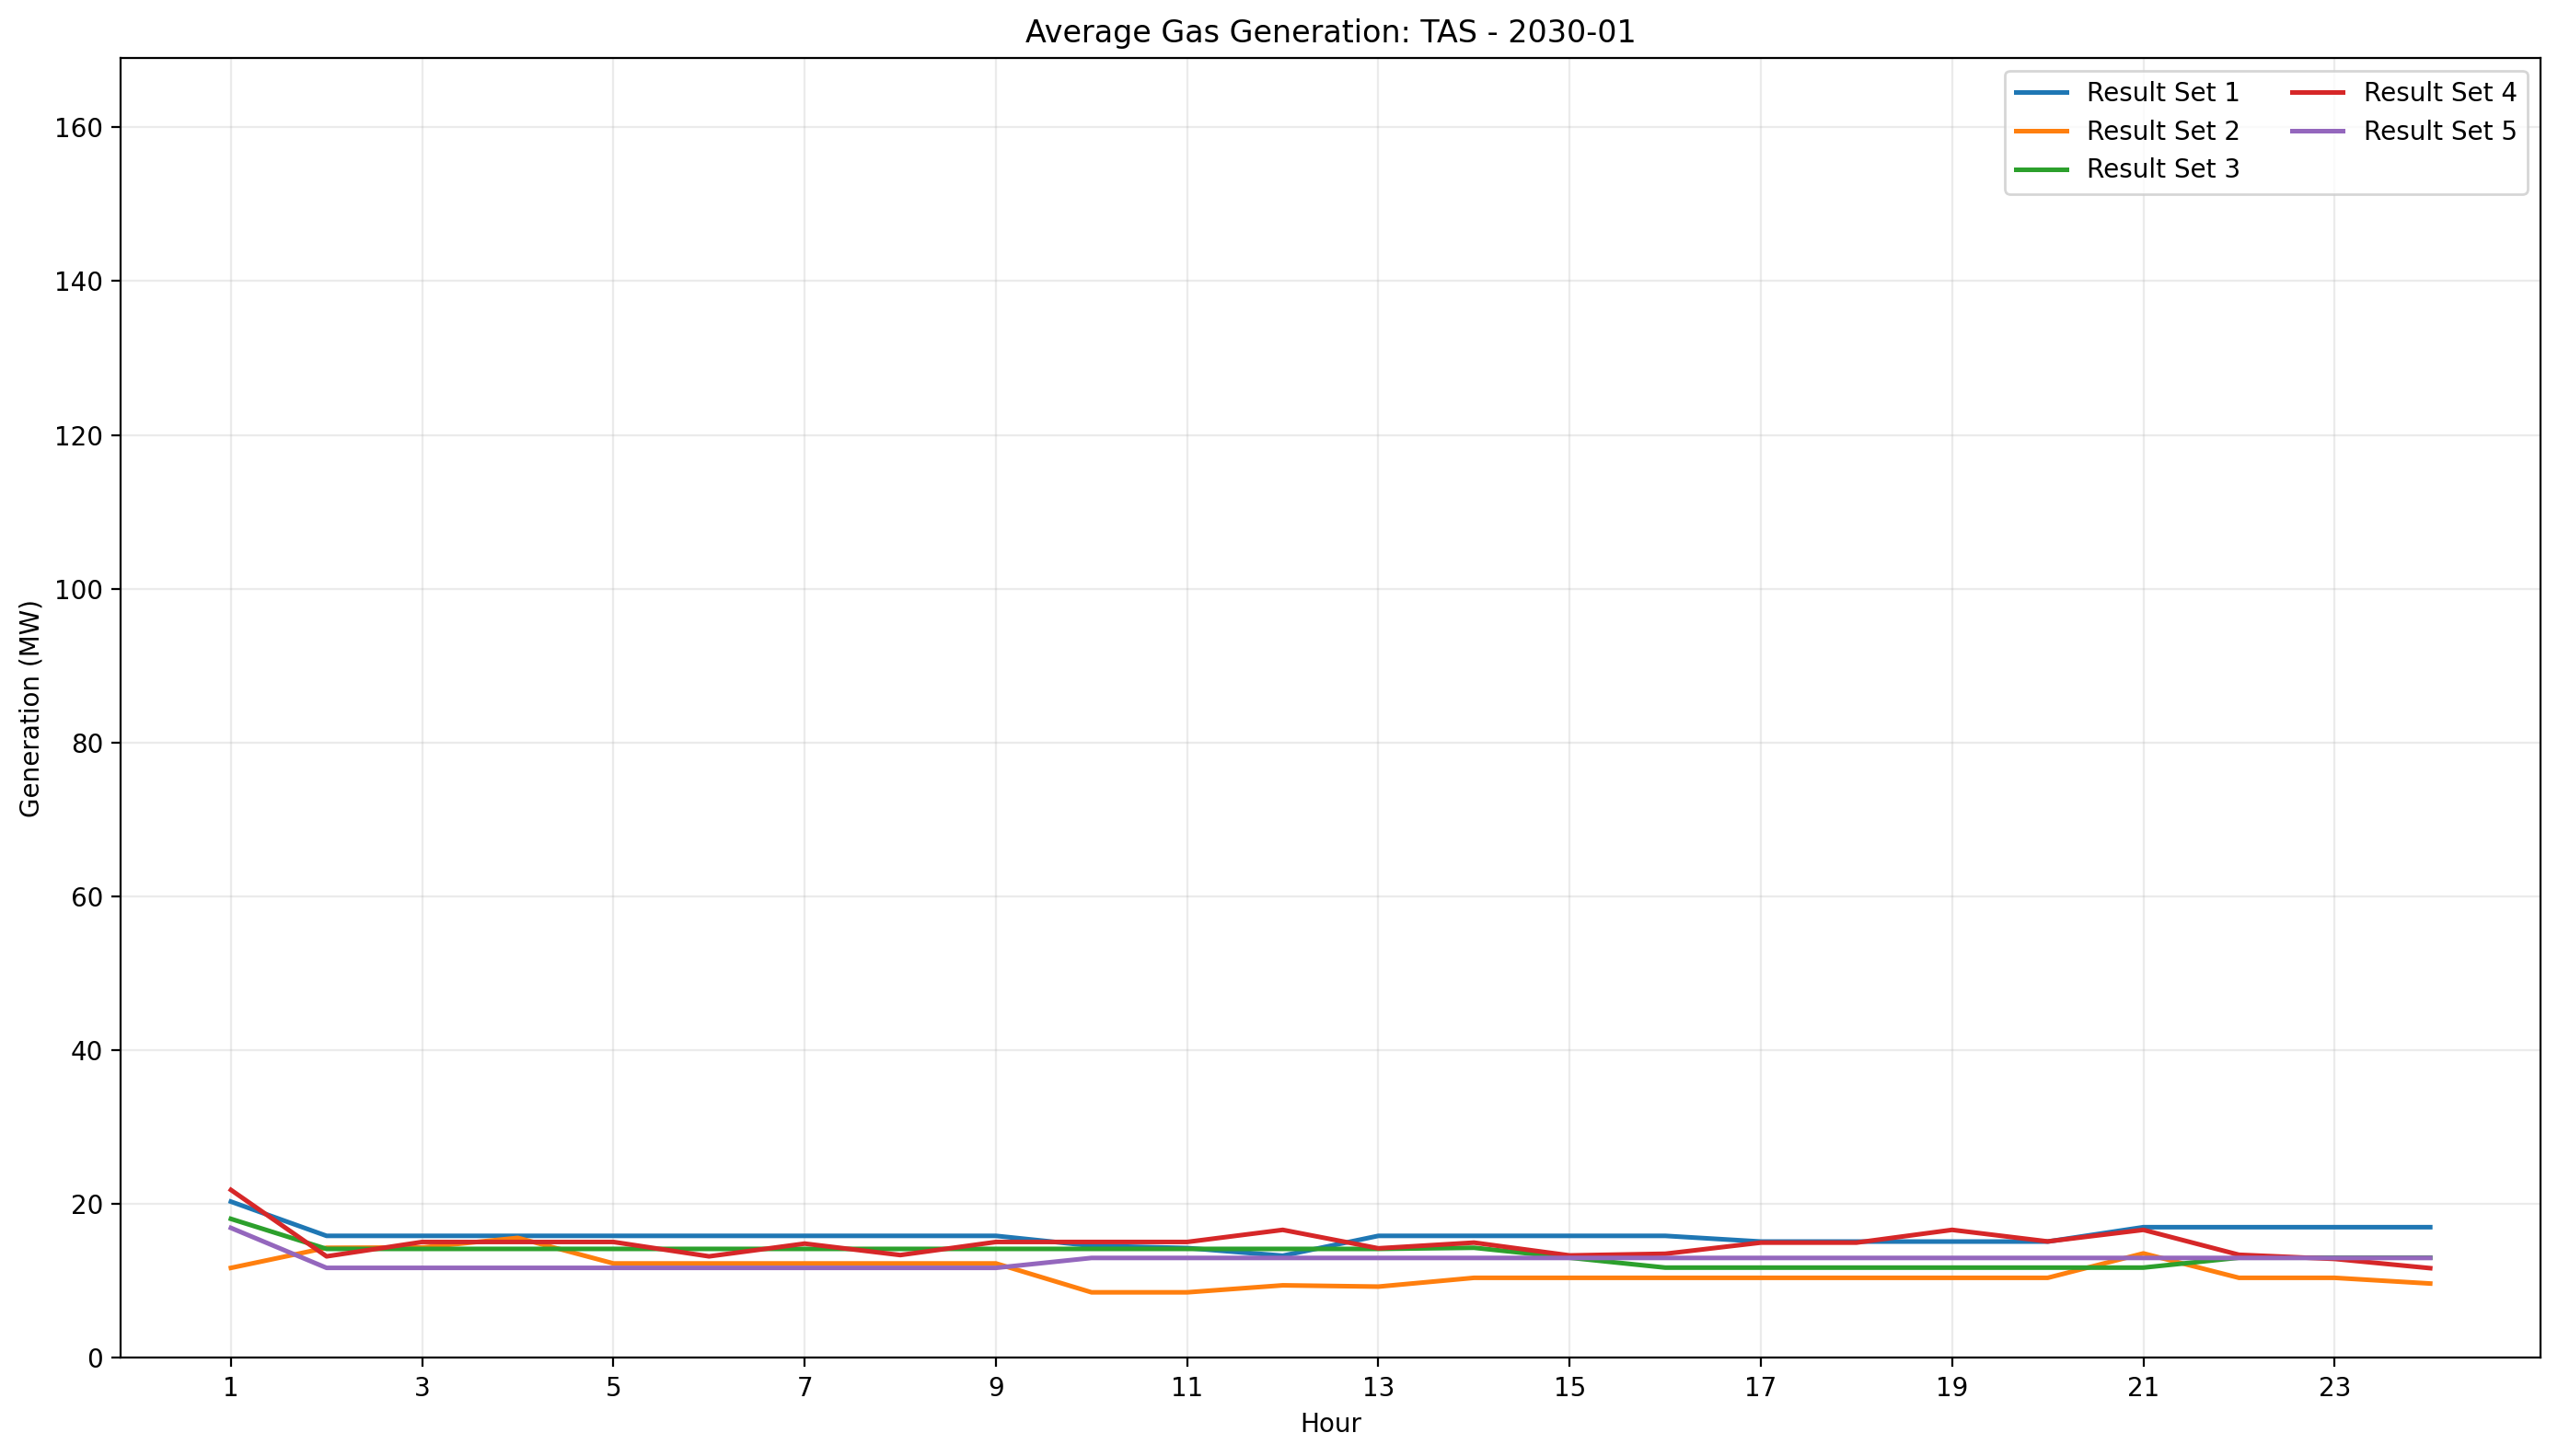 Average Gas Generation: TAS - 2030-01
Result Set 1
Result Set 2
Result Set 3
Result Set 4
Result Set 5
Generation (MW)
160
140
120
100
80
60
40
20
0
1 3 5 7 9 11 13 15 17 19 21 23
Hour